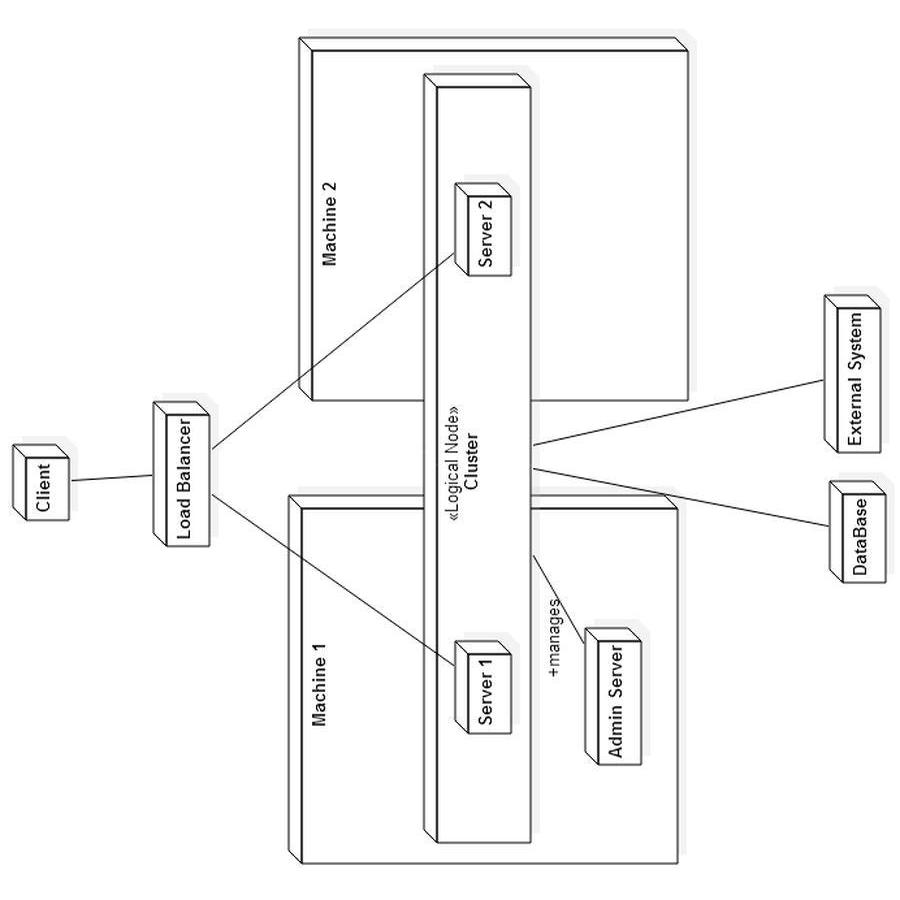 Client
Load Balancer
Machine 1
Machine 2
«Logical Node»
Cluster
Server 1
Server 2
+manages
Admin Server
DataBase
External System